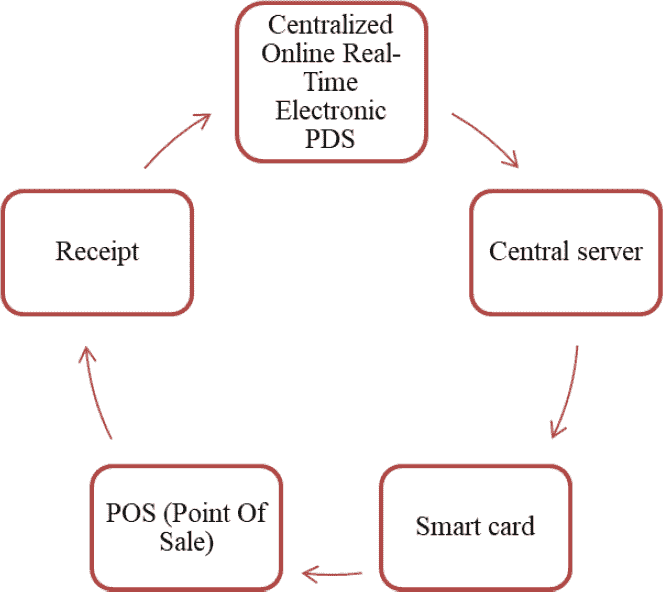 Centralized
Online Real-
Time
Electronic
PDS
Central server
Smart card
POS (Point Of
Sale)
Receipt